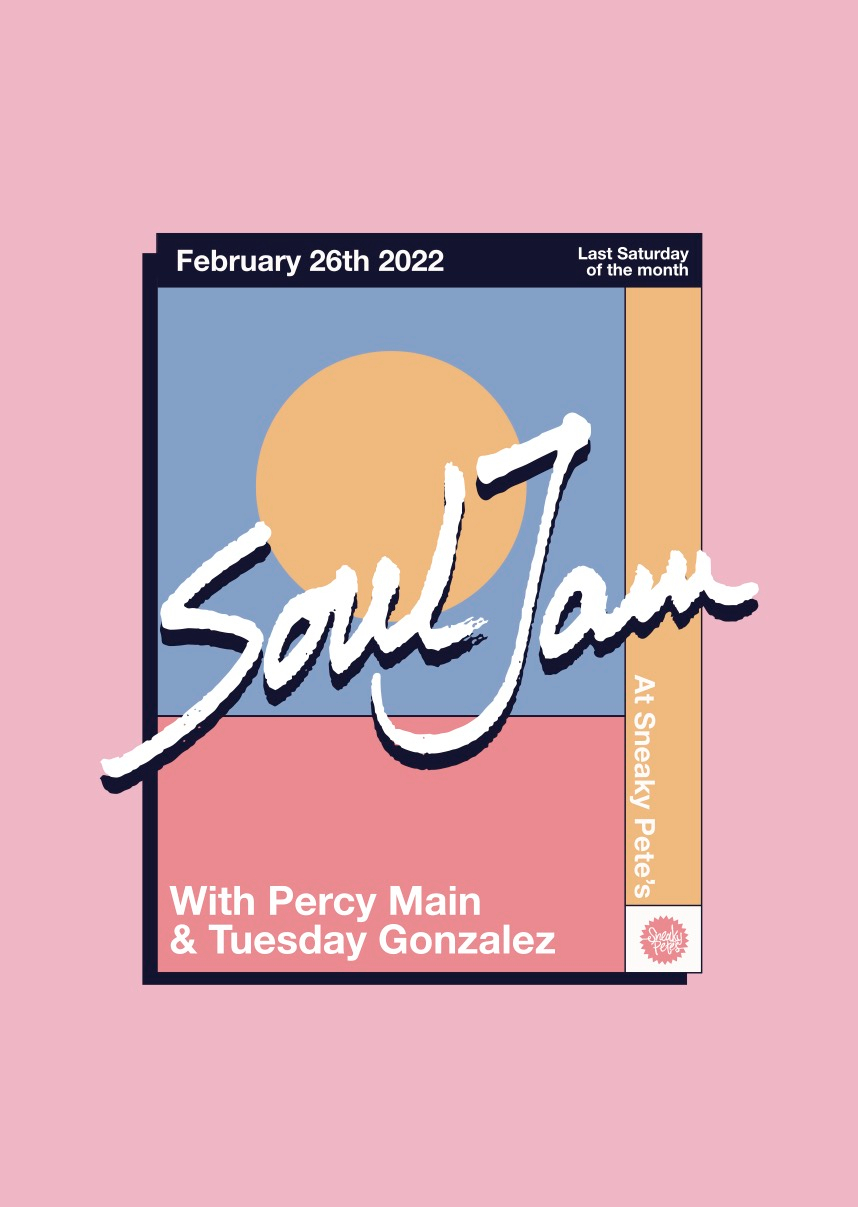 February 26th 2022
Last Saturday
of the month
Soul Jam
At Sneaky Pete's
With Percy Main
& Tuesday Gonzalez
Sneaky
Pete's